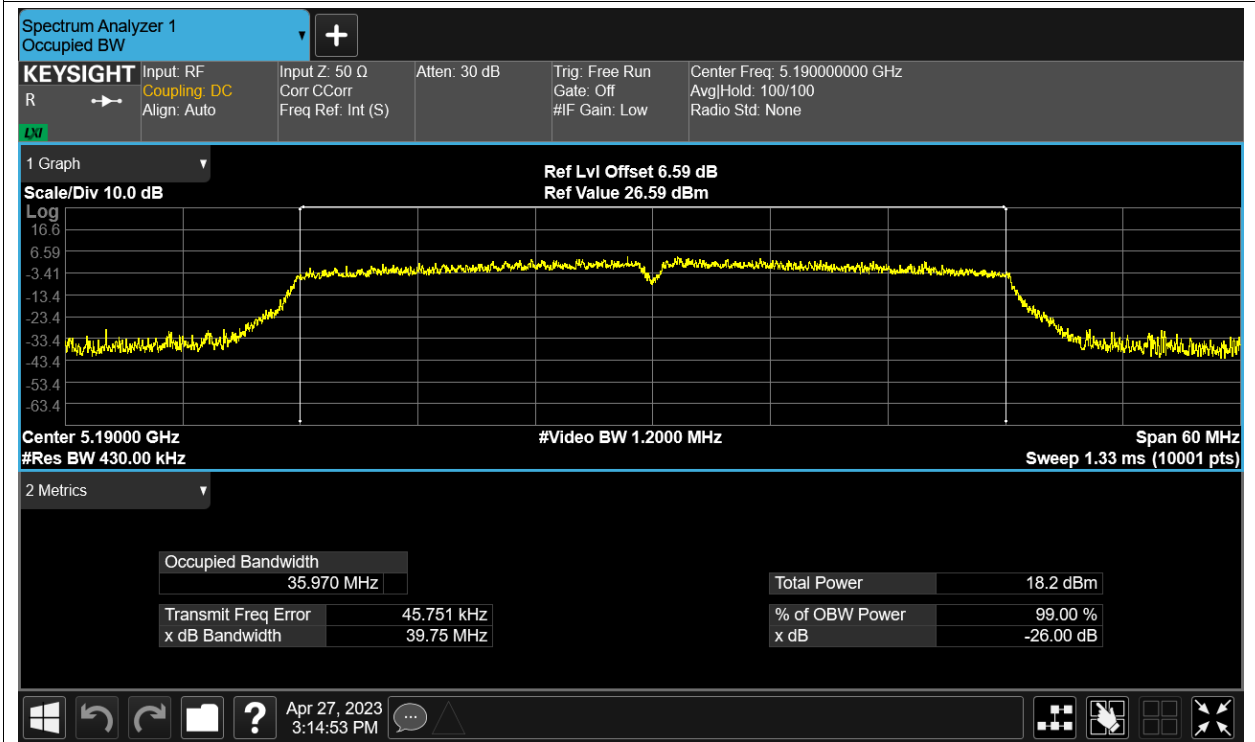 Spectrum Analyzer 1
Occupied BW
KEYSIGHT
R
LXI
Input: RF
Coupling: DC
Align: Auto
Input Z: 50 Ω
Corr CCorr
Freq Ref: Int (S)
Atten: 30 dB
Trig: Free Run
Gate: Off
#IF Gain: Low
Center Freq: 5.190000000 GHz
Avg|Hold: 100/100
Radio Std: None
1 Graph
Scale/Div 10.0 dB
Ref Lvl Offset 6.59 dB
Ref Value 26.59 dBm
Log
16.6
6.59
-3.41
-13.4
-23.4
-33.4
-43.4
-53.4
-63.4
Center 5.19000 GHz
#Res BW 430.00 kHz
#Video BW 1.2000 MHz
Span 60 MHz
Sweep 1.33 ms (10001 pts)
2 Metrics
Occupied Bandwidth
35.970 MHz
Transmit Freq Error 45.751 kHz
x dB Bandwidth 39.75 MHz
Total Power 18.2 dBm
% of OBW Power 99.00 %
x dB -26.00 dB
?
Apr 27, 2023
3:14:53 PM